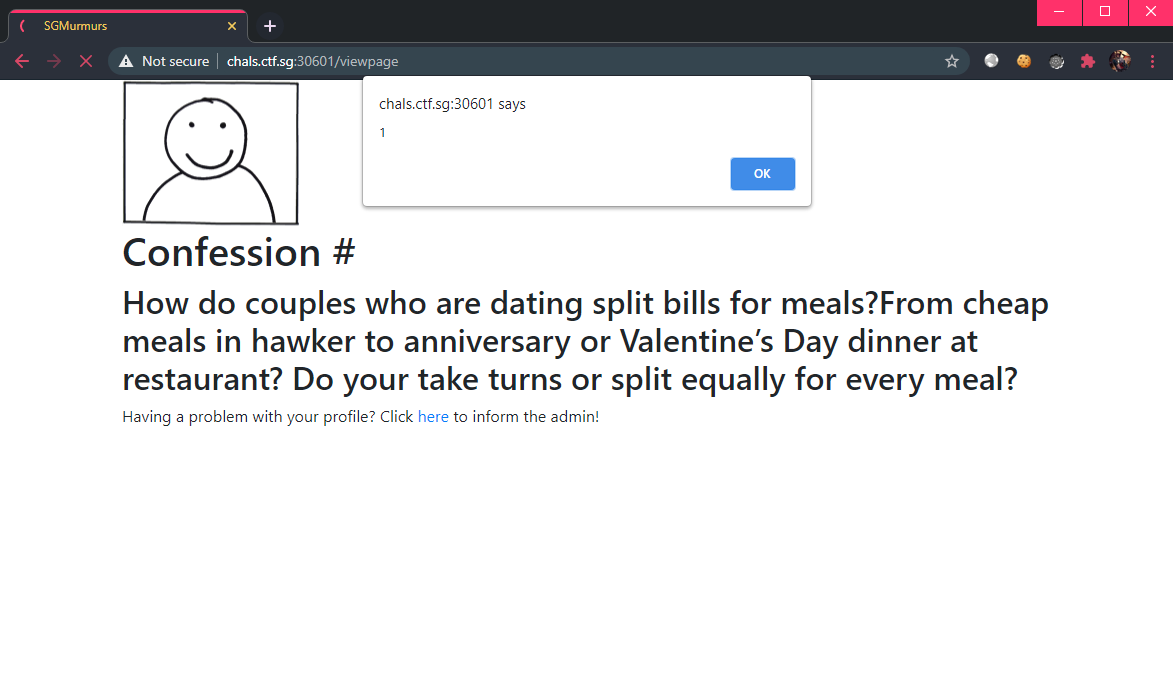 SGMurmurs
Not secure chals.ctf.sg:30601/viewpage
chals.ctf.sg:30601 says
1
OK
Confession #
How do couples who are dating split bills for meals?From cheap
meals in hawker to anniversary or Valentine’s Day dinner at
restaurant? Do your take turns or split equally for every meal?
Having a problem with your profile? Click here to inform the admin!